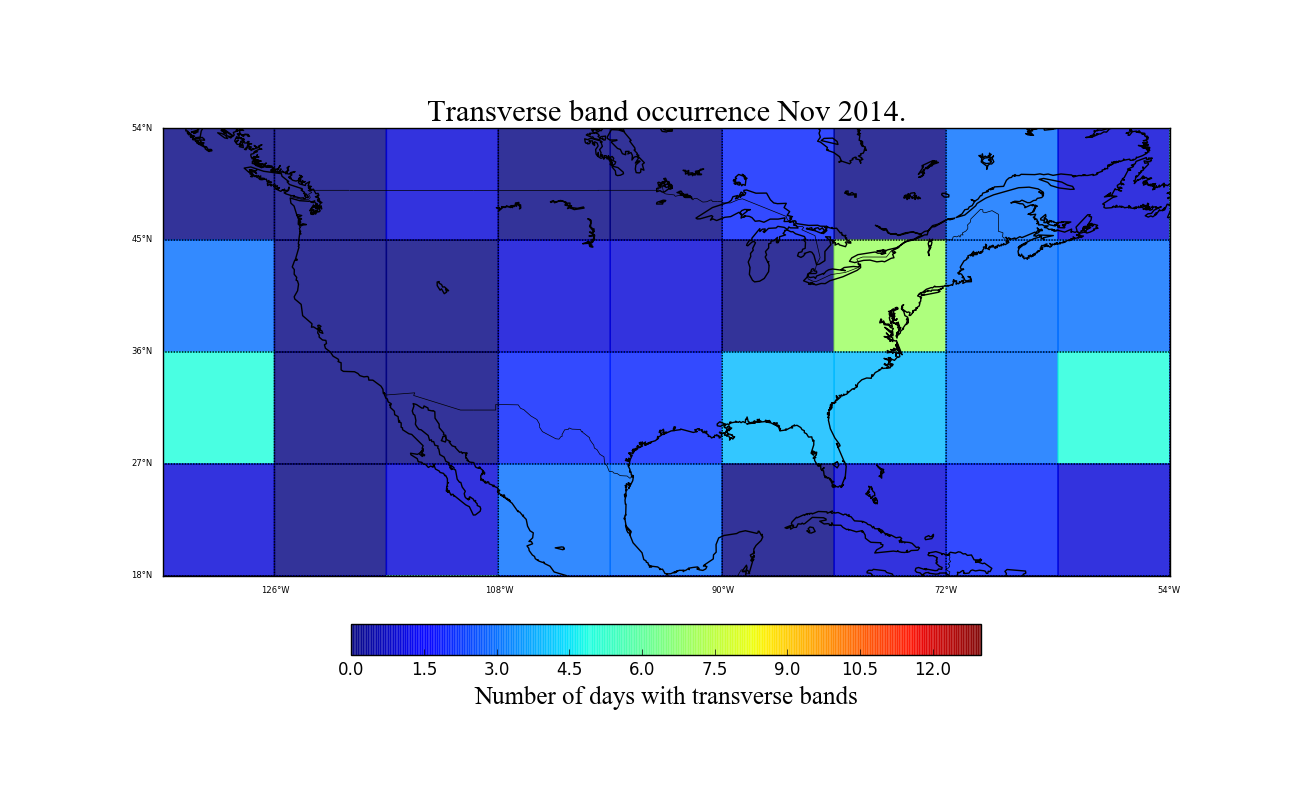 Transverse band occurrence Nov 2014.
54°N
45°N
36°N
27°N
18°N
126°W 108°W 90°W 72°W 54°W
0.0 1.5 3.0 4.5 6.0 7.5 9.0 10.5 12.0
Number of days with transverse bands